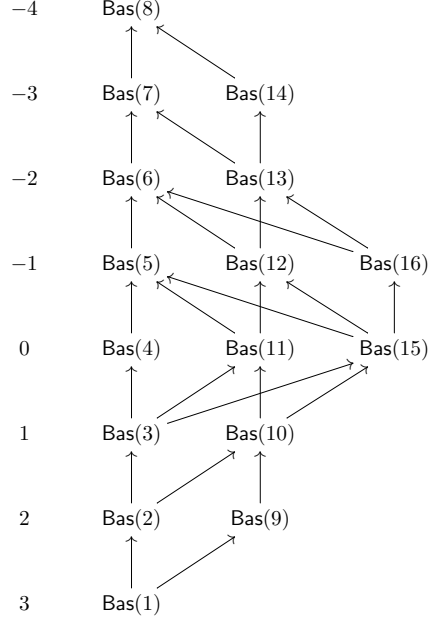 −4 Bas(8)
−3 Bas(7) Bas(14)
−2 Bas(6) Bas(13)
−1 Bas(5) Bas(12) Bas(16)
0 Bas(4) Bas(11) Bas(15)
1 Bas(3) Bas(10)
2 Bas(2) Bas(9)
3 Bas(1)